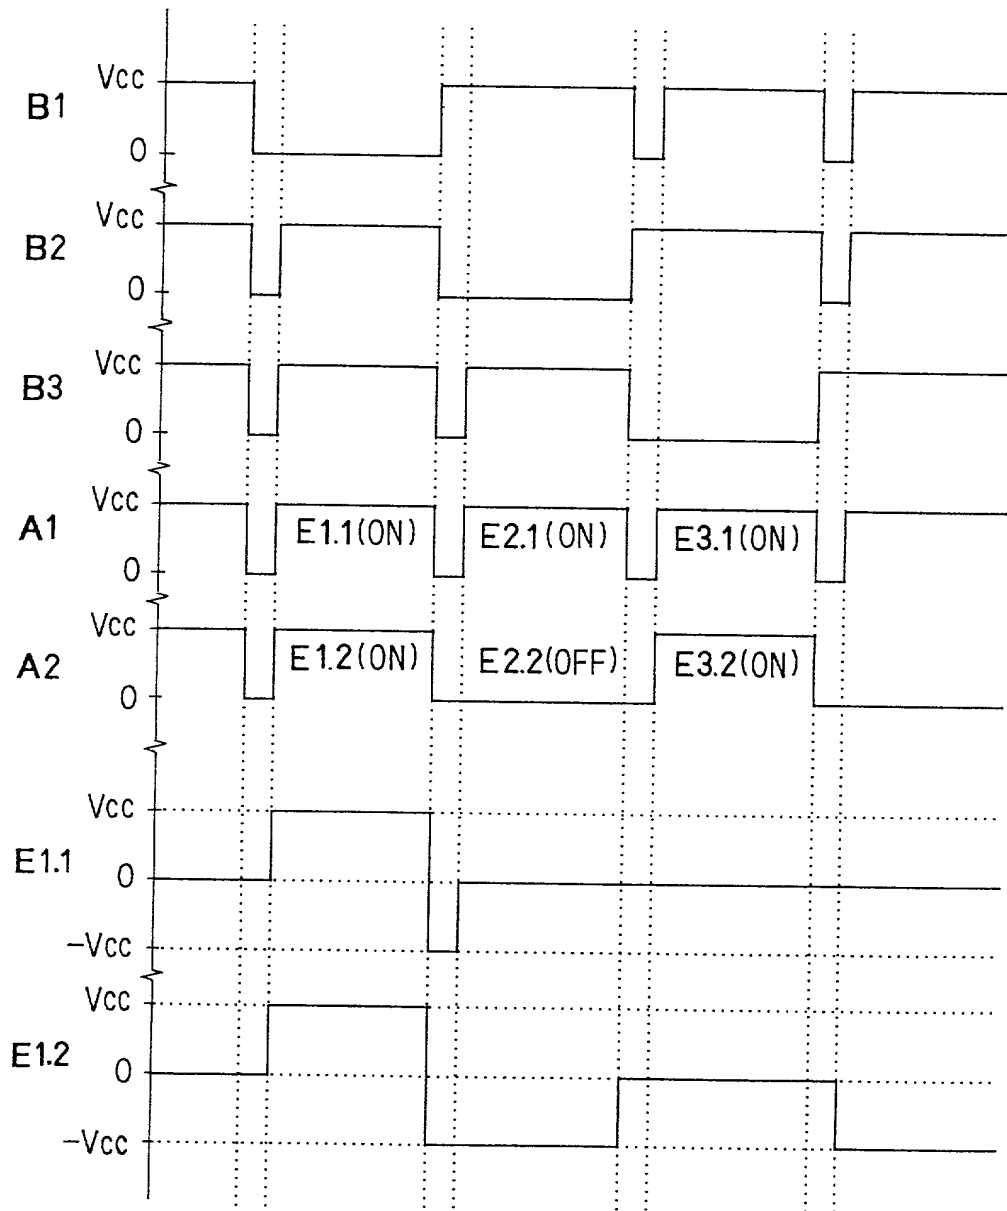 Vcc
B1
0
Vcc
B2
0
Vcc
B3
0
Vcc
A1 E1.1(ON) E2.1(ON) E3.1(ON)
0
Vcc
A2 E1.2(ON) E2.2(OFF) E3.2(ON)
0
Vcc
E1.1
0
-Vcc
Vcc
E1.2
0
-Vcc